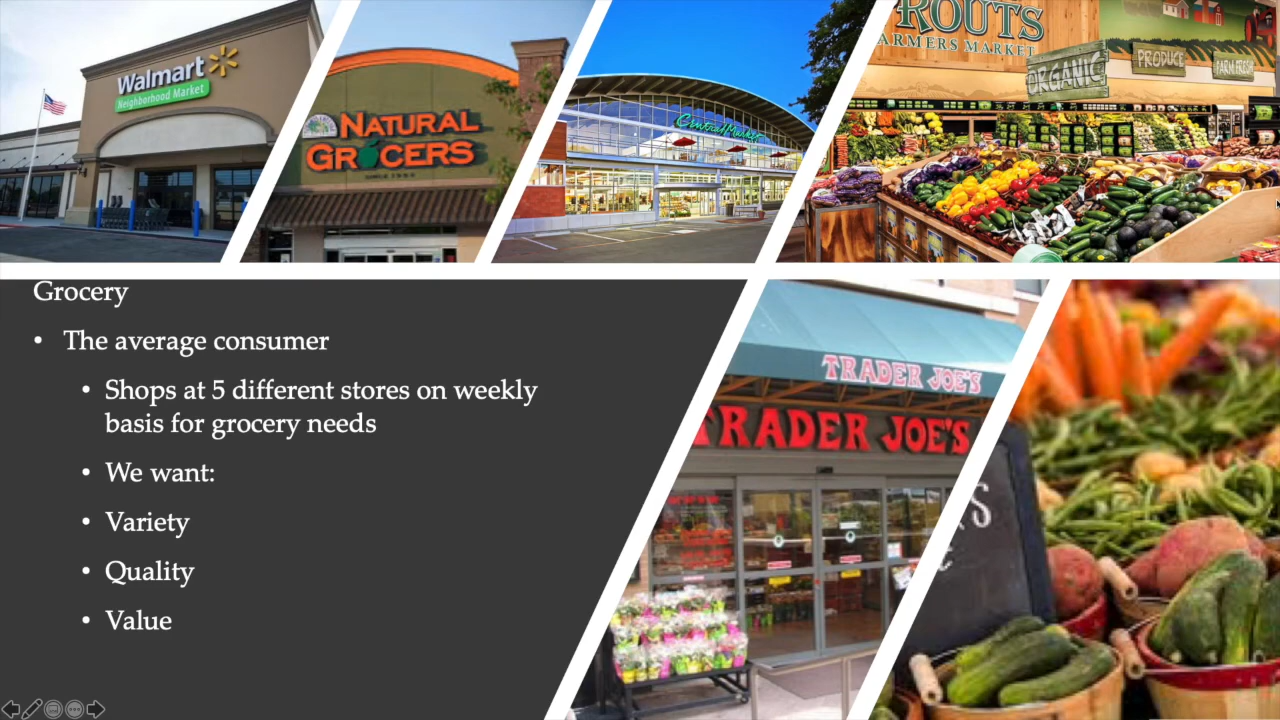 Walmart
Neighborhood Market
NATURAL
GROCERS
SINCE 1955
Central Market
ROUTS
ARMERS MARKET
ORGANIC
PRODUCE
FARM FRESH
Grocery
• The average consumer
• Shops at 5 different stores on weekly
basis for grocery needs
• We want:
• Variety
• Quality
• Value
TRADER JOE'S
TRADER JOE'S